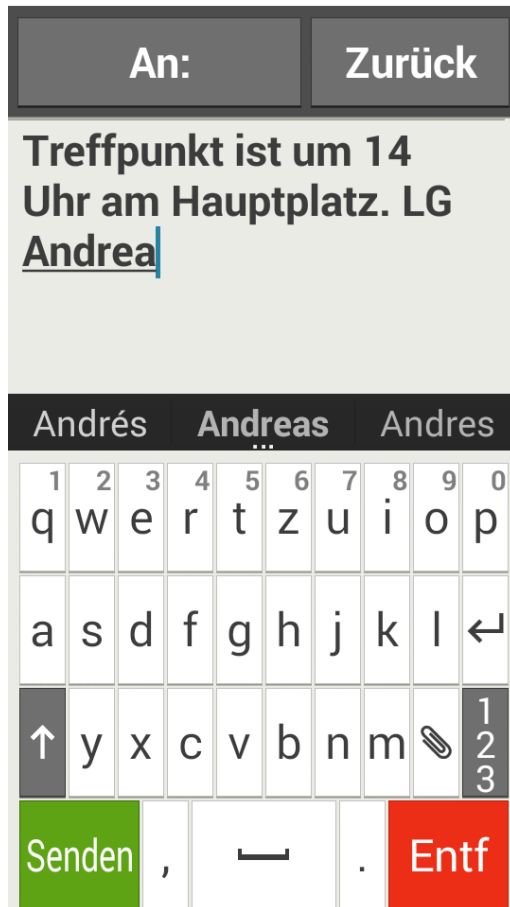 An: Zurück
Treffpunkt ist um 14
Uhr am Hauptplatz. LG
Andrea
Andrés Andreas Andres
1 2 3 4 5 6 7 8 9 0
q w e r t z u i o p
a s d f g h j k l
y x c v b n m 1 2 3
Senden , . Entf